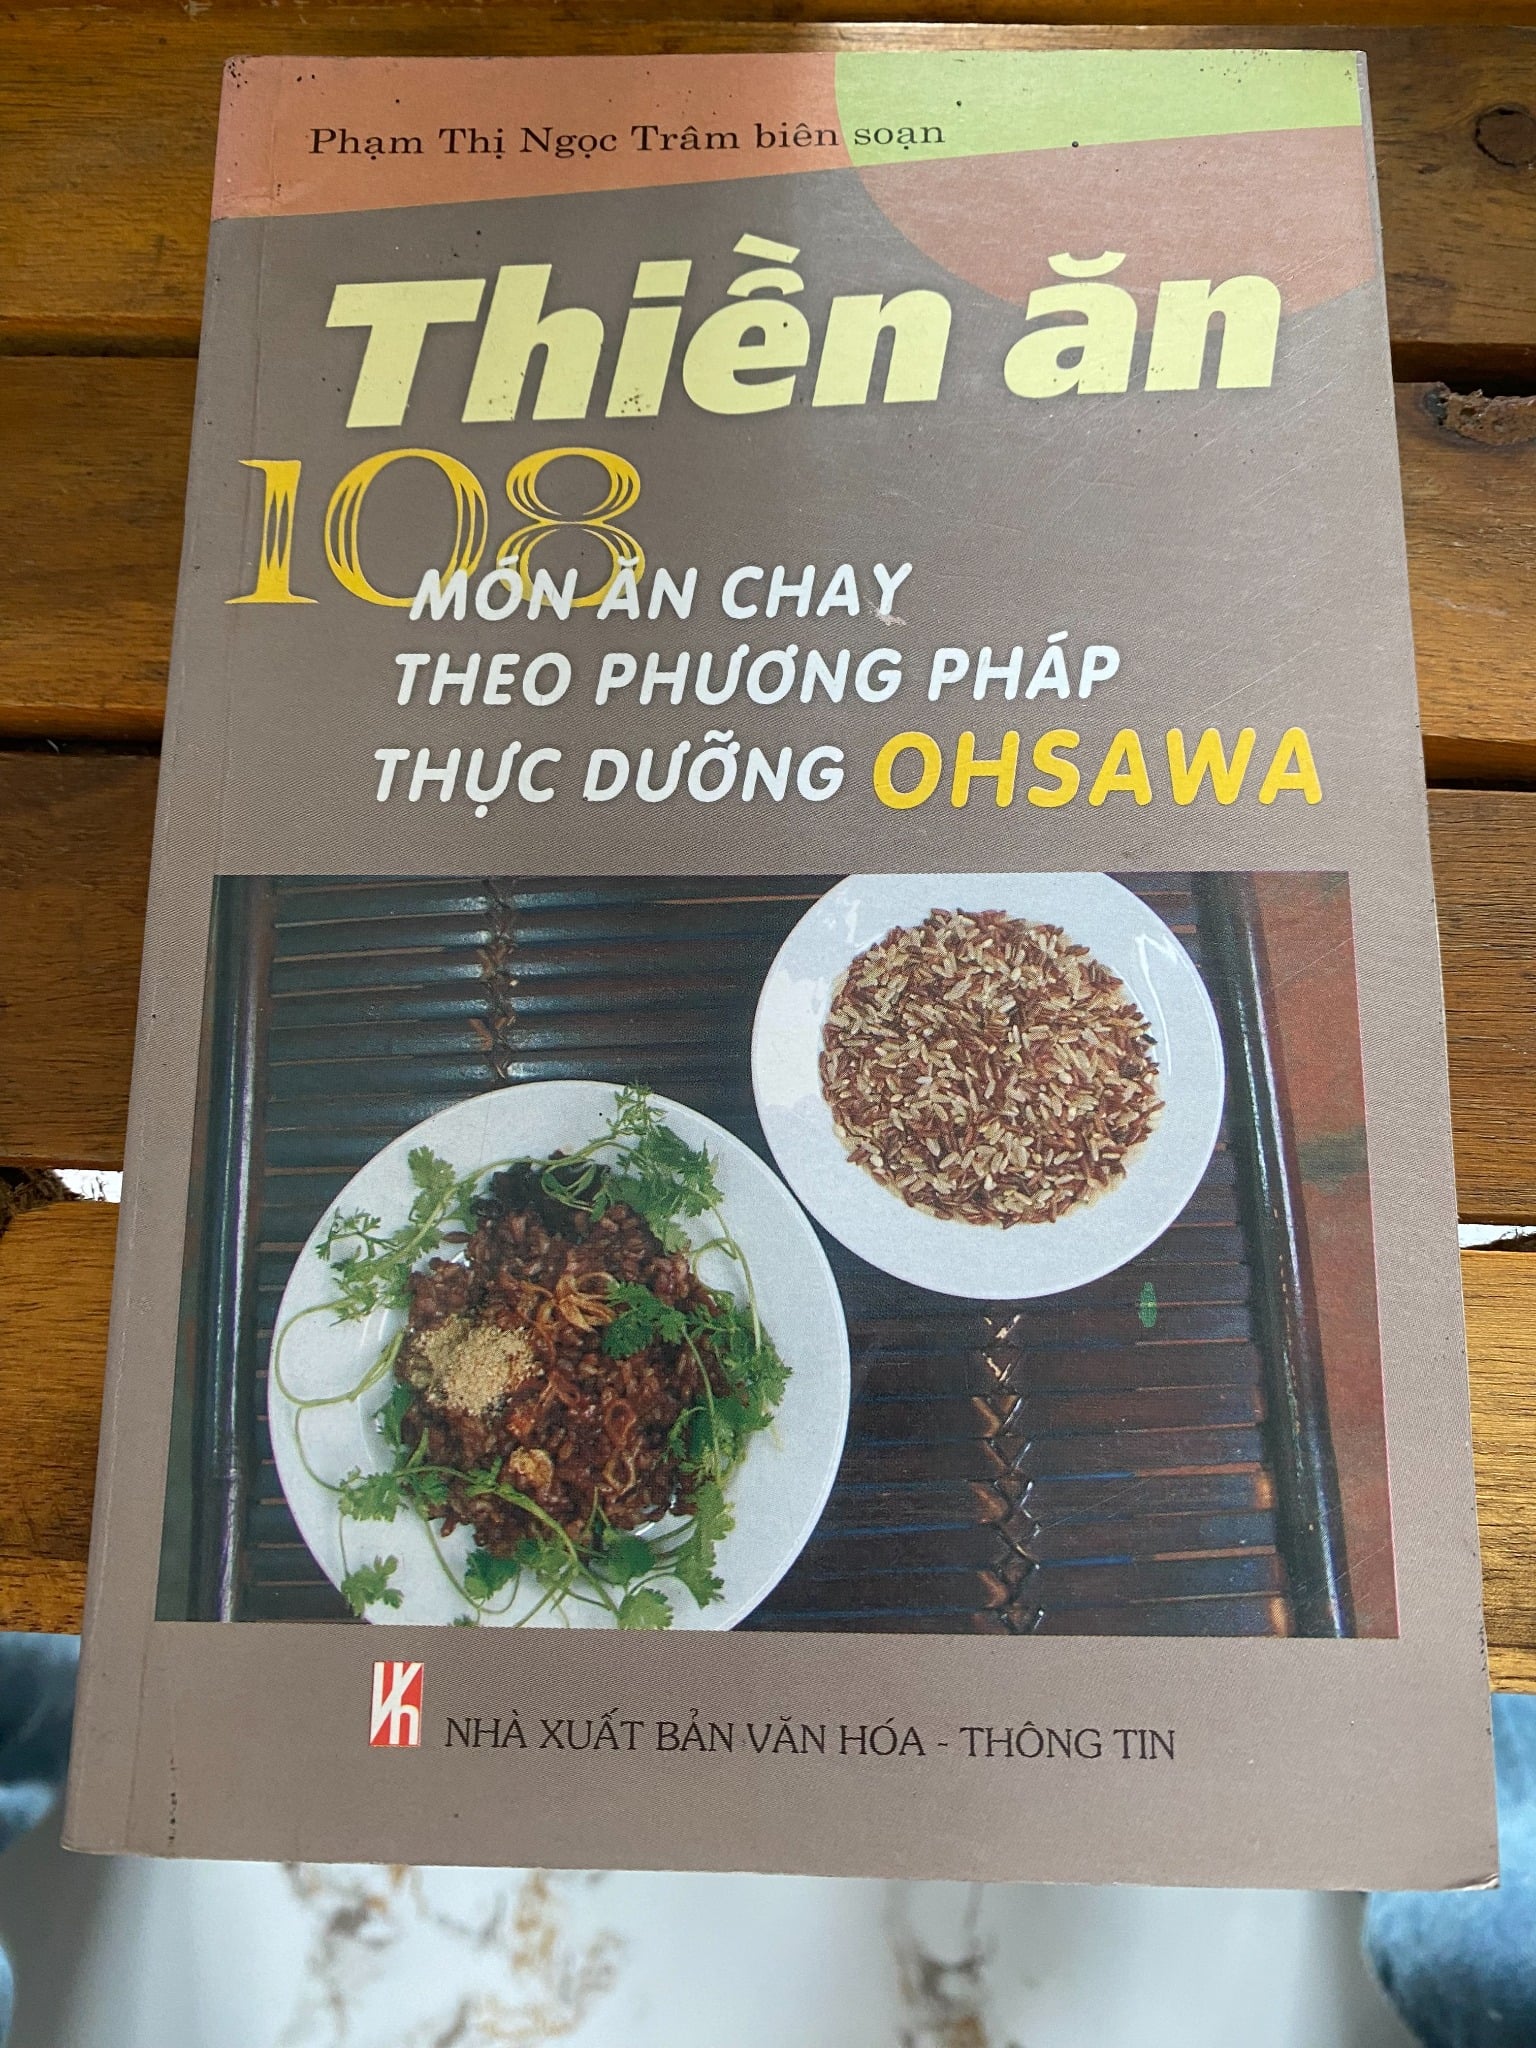 Phạm Thị Ngọc Trâm biên soạn
Thiền ăn
108
MÓN ĂN CHAY
THEO PHƯƠNG PHÁP
THỰC DƯỠNG OHSAWA
Vh
NHÀ XUẤT BẢN VĂN HÓA - THÔNG TIN